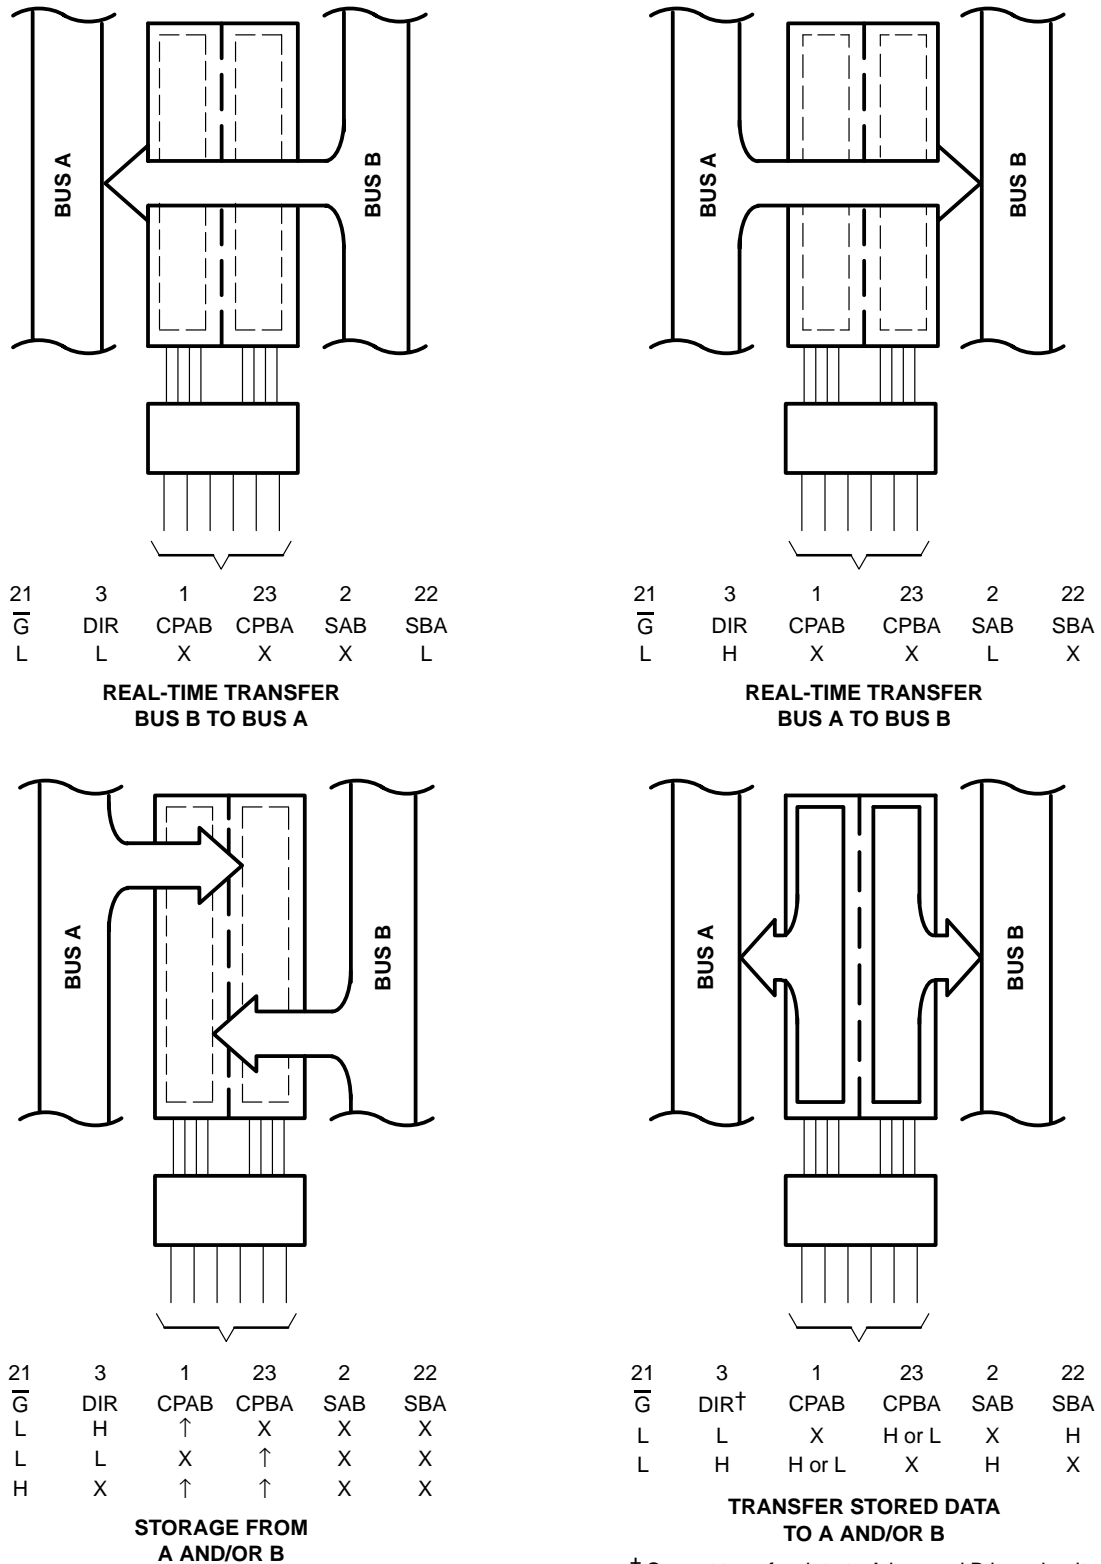 BUS A
BUS B
21 3 1 23 2 22
G̅ DIR CPAB CPBA SAB SBA
L L X X X L
REAL-TIME TRANSFER
BUS B TO BUS A
BUS A
BUS B
21 3 1 23 2 22
G̅ DIR CPAB CPBA SAB SBA
L H X X L X
REAL-TIME TRANSFER
BUS A TO BUS B
BUS A
BUS B
21 3 1 23 2 22
G̅ DIR CPAB CPBA SAB SBA
L H ↑ X X X
L L X ↑ X X
H X ↑ ↑ X X
STORAGE FROM
A AND/OR B
BUS A
BUS B
21 3 1 23 2 22
G̅ DIR† CPAB CPBA SAB SBA
L L X H or L X H
L H H or L X H X
TRANSFER STORED DATA
TO A AND/OR B